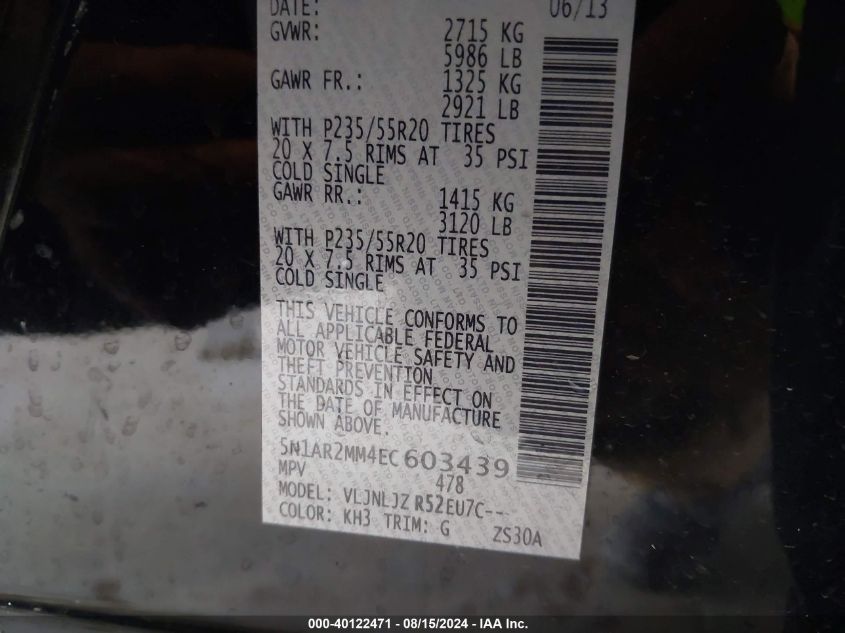 DATE: 06/13
GVWR: 2715 KG
5986 LB
GAWR FR.: 1325 KG
2921 LB
WITH P235/55R20 TIRES
20 X 7.5 RIMS AT 35 PSI
COLD SINGLE
GAWR RR.: 1415 KG
3120 LB
WITH P235/55R20 TIRES
20 X 7.5 RIMS AT 35 PSI
COLD SINGLE
THIS VEHICLE CONFORMS TO
ALL APPLICABLE FEDERAL
MOTOR VEHICLE SAFETY AND
THEFT PREVENTION
STANDARDS IN EFFECT ON
THE DATE OF MANUFACTURE
SHOWN ABOVE.
5N1AR2MM4EC603439
MPV 478
MODEL: VLJNLJZ R52EU7C---
COLOR: KH3 TRIM: G ZS30A
000-40122471 - 08/15/2024 - IAA Inc.